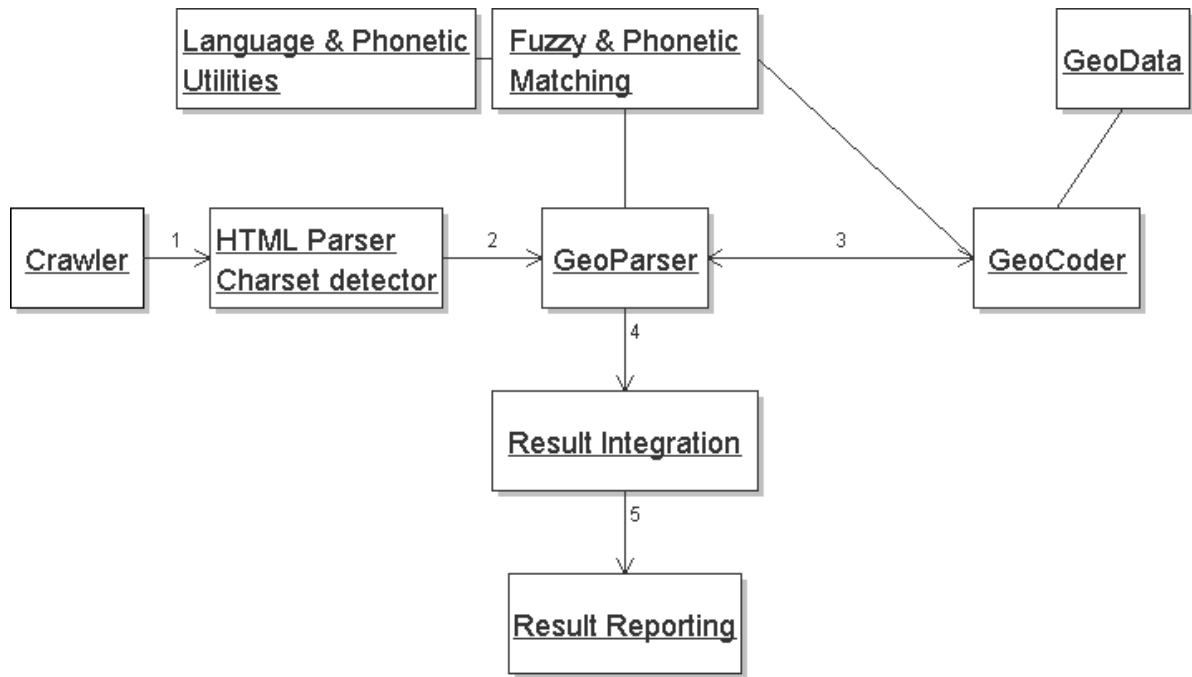 Language & Phonetic
Utilities
Fuzzy & Phonetic
Matching
GeoData
Crawler
1
HTML Parser
Charset detector
2
GeoParser
3
GeoCoder
4
Result Integration
5
Result Reporting